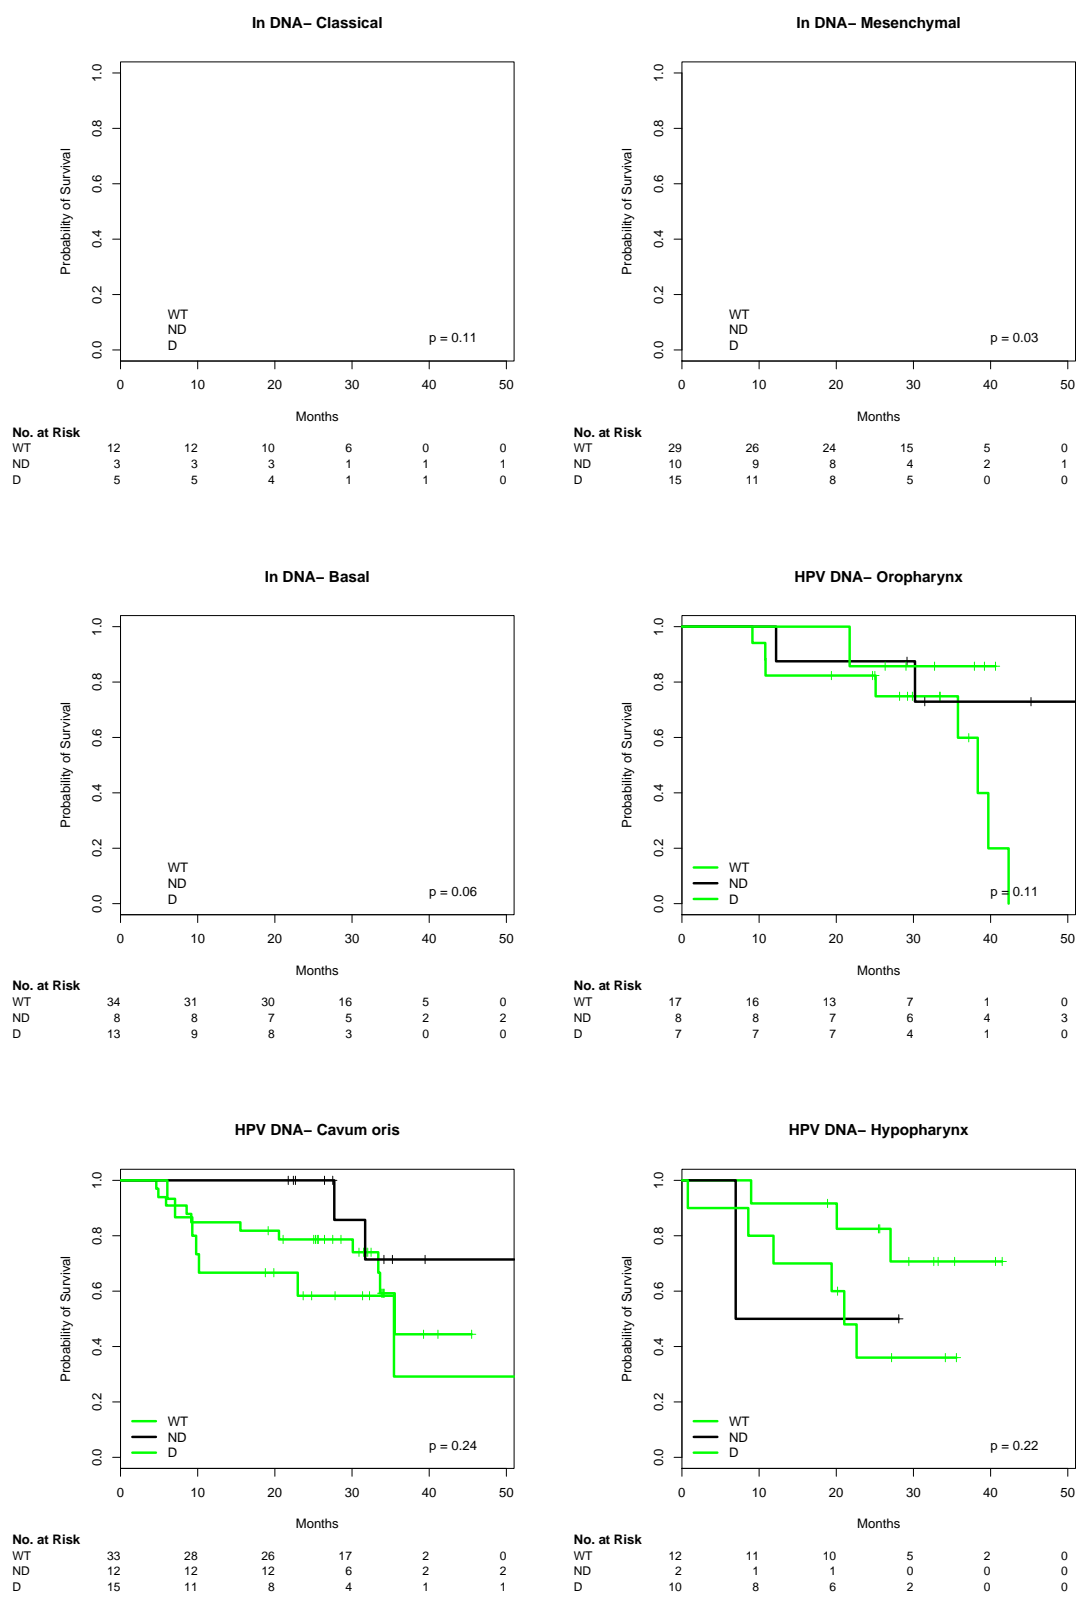 In DNA− Classical
Probability of Survival
1.0
0.8
0.6
0.4
0.2
0.0
WT
ND
D
p = 0.11
0 10 20 30 40 50
Months
No. at Risk
WT 12 12 10 6 0 0
ND 3 3 3 1 1 1
D 5 5 4 1 1 0
In DNA− Mesenchymal
Probability of Survival
1.0
0.8
0.6
0.4
0.2
0.0
WT
ND
D
p = 0.03
0 10 20 30 40 50
Months
No. at Risk
WT 29 26 24 15 5 0
ND 10 9 8 4 2 1
D 15 11 8 5 0 0
In DNA− Basal
Probability of Survival
1.0
0.8
0.6
0.4
0.2
0.0
WT
ND
D
p = 0.06
0 10 20 30 40 50
Months
No. at Risk
WT 34 31 30 16 5 0
ND 8 8 7 5 2 2
D 13 9 8 3 0 0
HPV DNA− Oropharynx
Probability of Survival
1.0
0.8
0.6
0.4
0.2
0.0
WT
ND
D
p = 0.11
0 10 20 30 40 50
Months
No. at Risk
WT 17 16 13 7 1 0
ND 8 8 7 6 4 3
D 7 7 7 4 1 0
HPV DNA− Cavum oris
Probability of Survival
1.0
0.8
0.6
0.4
0.2
0.0
WT
ND
D
p = 0.24
0 10 20 30 40 50
Months
No. at Risk
WT 33 28 26 17 2 0
ND 12 12 12 6 2 2
D 15 11 8 4 1 1
HPV DNA− Hypopharynx
Probability of Survival
1.0
0.8
0.6
0.4
0.2
0.0
WT
ND
D
p = 0.22
0 10 20 30 40 50
Months
No. at Risk
WT 12 11 10 5 2 0
ND 2 1 1 0 0 0
D 10 8 6 2 0 0